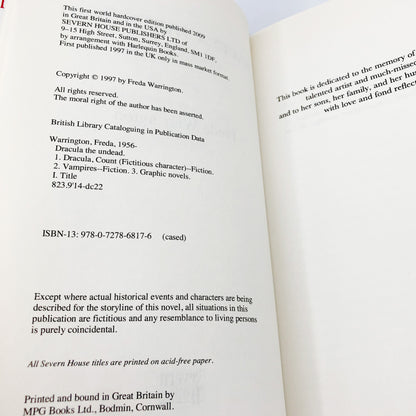 This first world hardcover edition published 2009
in Great Britain and in the USA by
SEVERN HOUSE PUBLISHERS LTD of
9–15 High Street, Sutton, Surrey, England, SM1 1DF,
by arrangement with Harlequin Books.
First published 1997 in the UK only in mass market format.
Copyright © 1997 by Freda Warrington.
All rights reserved.
The moral right of the author has been asserted.
British Library Cataloguing in Publication Data
Warrington, Freda, 1956-
Dracula the undead.
1. Dracula, Count (Fictitious character)--Fiction.
2. Vampires--Fiction. 3. Graphic novels.
I. Title
823.9'14-dc22
ISBN-13: 978-0-7278-6817-6 (cased)
Except where actual historical events and characters are being
described for the storyline of this novel, all situations in this
publication are fictitious and any resemblance to living persons
is purely coincidental.
All Severn House titles are printed on acid-free paper.
Printed and bound in Great Britain by
MPG Books Ltd., Bodmin, Cornwall.
This book is dedicated to the memory of
talented artist and much-missed
and to her sons, her family, and her hus
with love and fond reflec